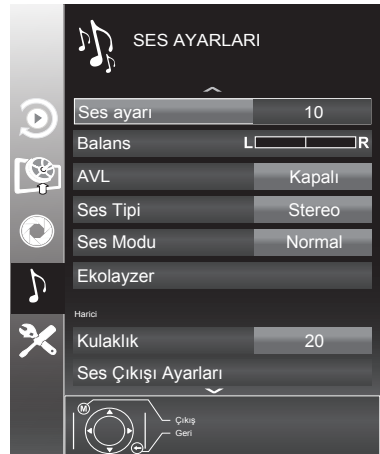 SES AYARLARI
Ses ayarı 10
Balans L R
AVL Kapalı
Ses Tipi Stereo
Ses Modu Normal
Ekolayzer
Harici
Kulaklık 20
Ses Çıkışı Ayarları
M
Çıkış
Geri